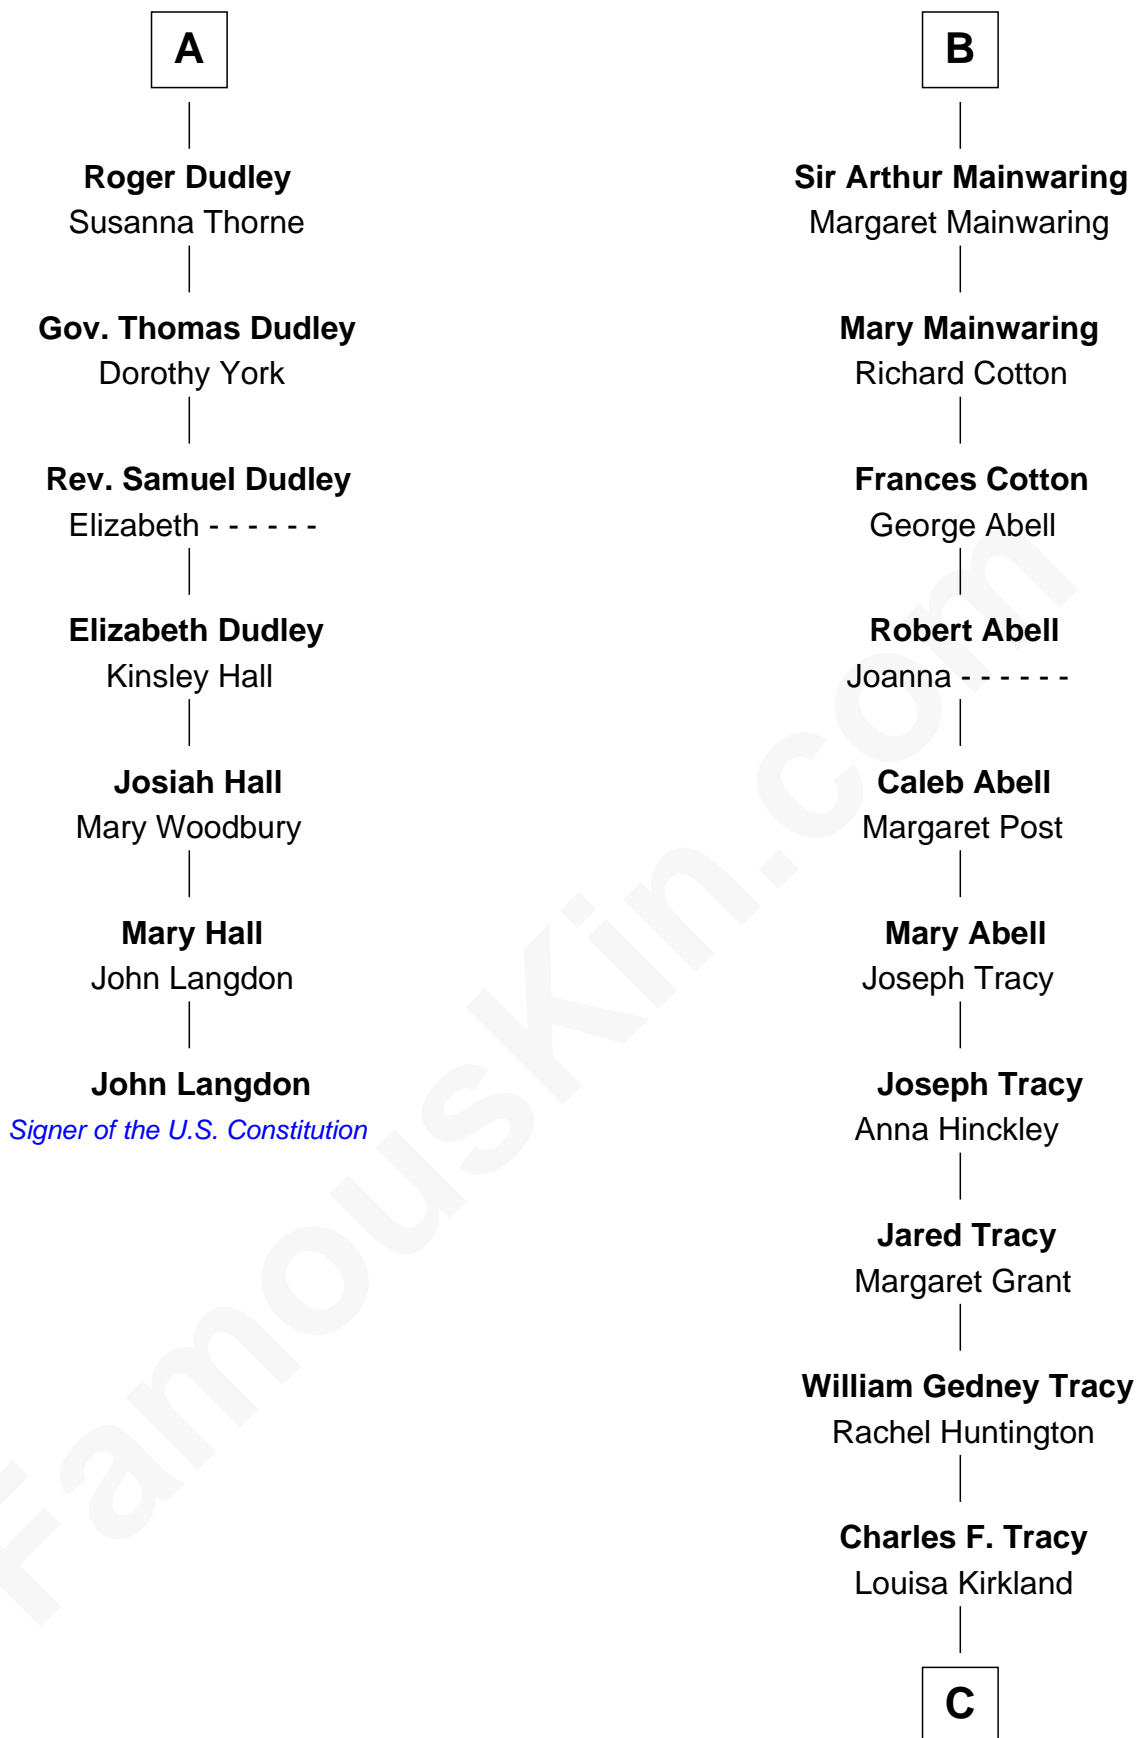 A
Roger Dudley
Susanna Thorne
Gov. Thomas Dudley
Dorothy York
Rev. Samuel Dudley
Elizabeth - - - - - -
Elizabeth Dudley
Kinsley Hall
Josiah Hall
Mary Woodbury
Mary Hall
John Langdon
John Langdon
Signer of the U.S. Constitution
B
Sir Arthur Mainwaring
Margaret Mainwaring
Mary Mainwaring
Richard Cotton
Frances Cotton
George Abell
Robert Abell
Joanna - - - - - -
Caleb Abell
Margaret Post
Mary Abell
Joseph Tracy
Joseph Tracy
Anna Hinckley
Jared Tracy
Margaret Grant
William Gedney Tracy
Rachel Huntington
Charles F. Tracy
Louisa Kirkland
C
FamousKin.com